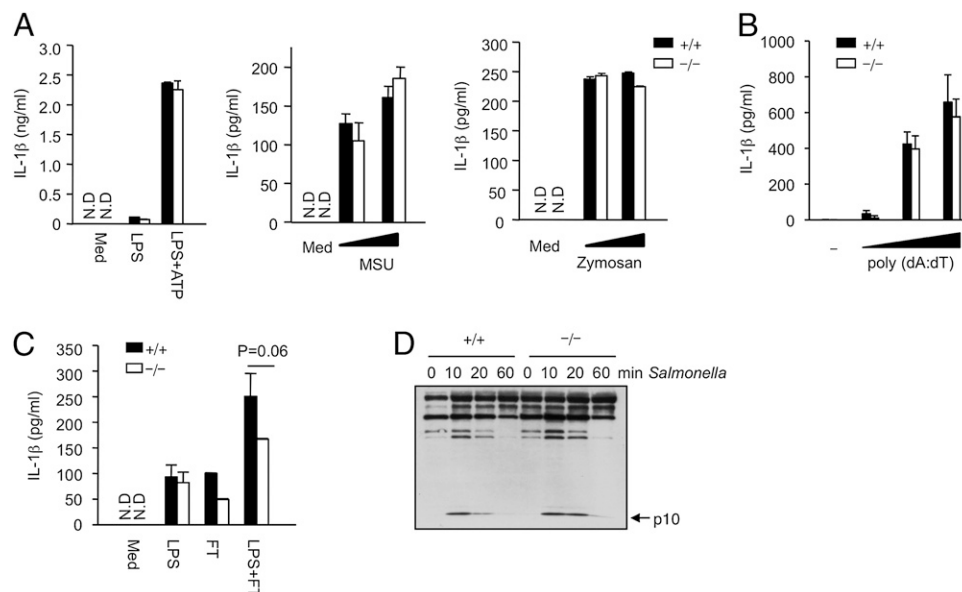 A
IL-1β (ng/ml)
3.0
2.5
2.0
1.5
1.0
0.5
0
N.D
N.D
Med
LPS
LPS+ATP
IL-1β (pg/ml)
200
150
100
50
0
N.D
N.D
Med
MSU
IL-1β (pg/ml)
300
250
200
150
100
50
0
N.D
N.D
Med
Zymosan
+/+
−/−
B
IL-1β (pg/ml)
1000
800
600
400
200
0
+/+
−/−
–
poly (dA:dT)
C
IL-1β (pg/ml)
350
300
250
200
150
100
50
0
+/+
−/−
P=0.06
N.D
N.D
Med
LPS
FT
LPS+FT
D
+/+ −/−
0 10 20 60 0 10 20 60 min Salmonella
p10